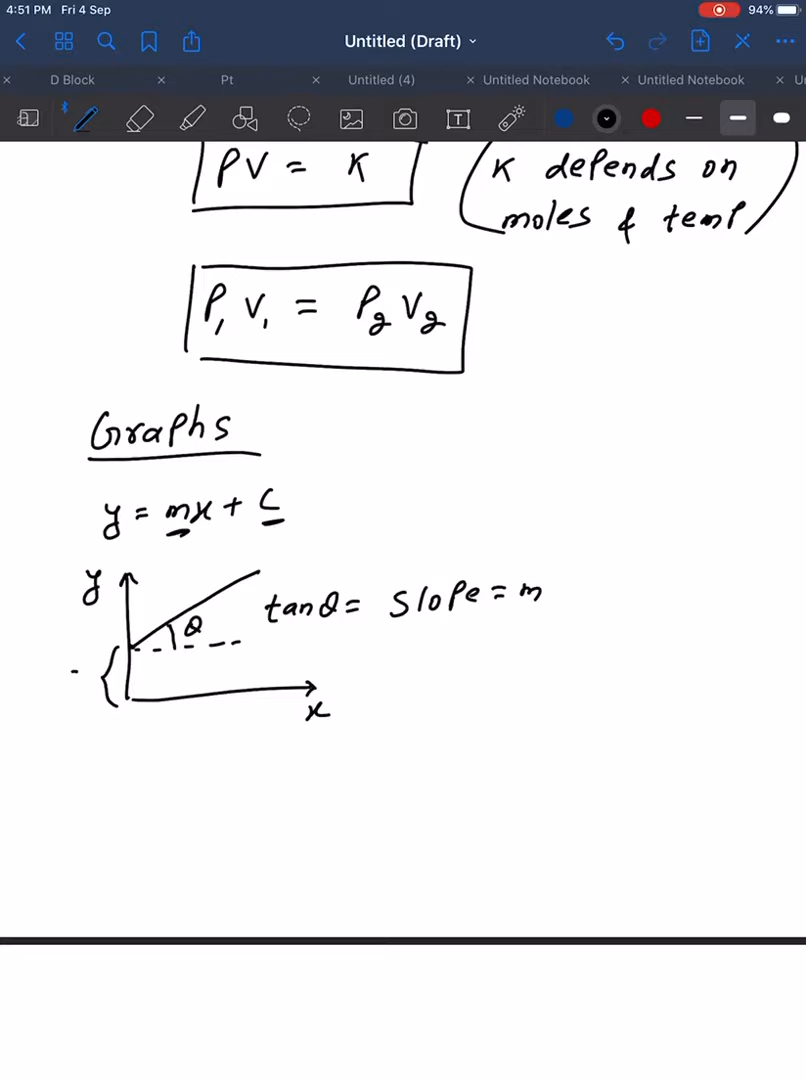 4:51 PM Fri 4 Sep 94%
Untitled (Draft)
D Block Pt Untitled (4) Untitled Notebook Untitled Notebook
T
PV = K (K depends on
moles & temp)
P1 V1 = P2 V2
Graphs
y = mx + c
y
θ
tanθ = Slope = m
x